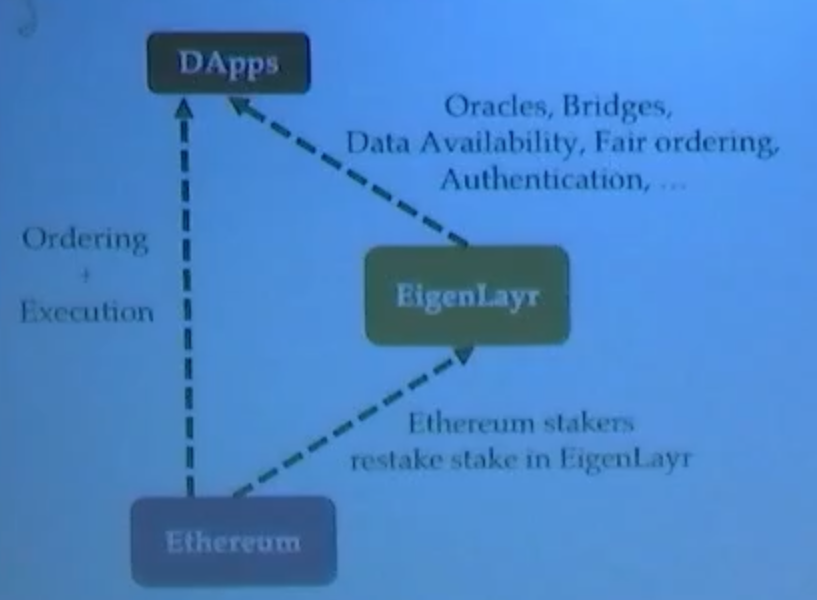 DApps
Oracles, Bridges,
Data Availability, Fair ordering,
Authentication, ...
Ordering
+
Execution
EigenLayr
Ethereum stakers
restake stake in EigenLayr
Ethereum